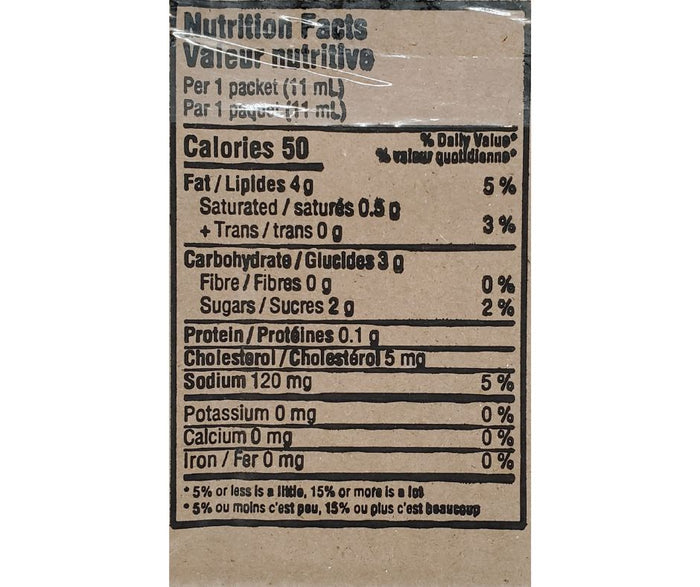 Nutrition Facts
Valeur nutritive
Per 1 packet (11 mL)
Par 1 paquet (11 mL)
Calories 50
% Daily Value*
% valeur quotidienne*
Fat / Lipides 4 g 5 %
Saturated / saturés 0.5 g
+ Trans / trans 0 g 3 %
Carbohydrate / Glucides 3 g
Fibre / Fibres 0 g 0 %
Sugars / Sucres 2 g 2 %
Protein / Protéines 0.1 g
Cholesterol / Cholestérol 5 mg
Sodium 120 mg 5 %
Potassium 0 mg 0 %
Calcium 0 mg 0 %
Iron / Fer 0 mg 0 %
* 5% or less is a little, 15% or more is a lot
* 5% ou moins c'est peu, 15% ou plus c'est beaucoup